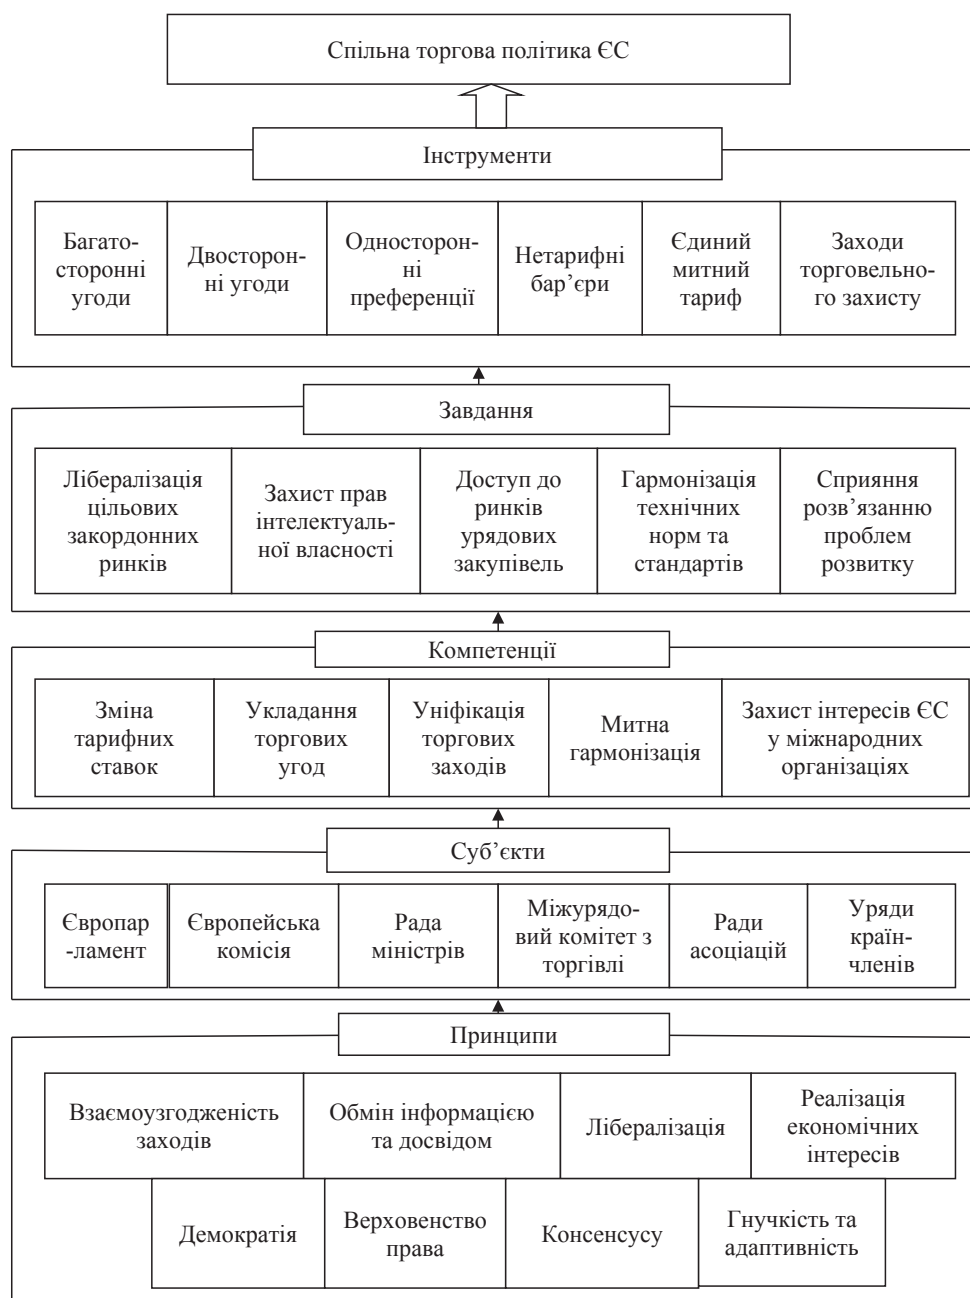 Спільна торгова політика ЄС
Інструменти
Багато-
сторонні
угоди
Двосторон-
ні угоди
Односторон-
ні
преференції
Нетарифні
бар’єри
Єдиний
митний
тариф
Заходи
торговельно-
го захисту
Завдання
Лібералізація
цільових
закордонних
ринків
Захист прав
інтелектуаль-
ної власності
Доступ до
ринків
урядових
закупівель
Гармонізація
технічних
норм та
стандартів
Сприяння
розв’язанню
проблем
розвитку
Компетенції
Зміна
тарифних
ставок
Укладання
торгових
угод
Уніфікація
торгових
заходів
Митна
гармонізація
Захист інтересів ЄС
у міжнародних
організаціях
Суб’єкти
Європар
-ламент
Європейська
комісія
Рада
міністрів
Міжурядо-
вий комітет з
торгівлі
Ради
асоціацій
Уряди
країн-
членів
Принципи
Взаємоузгодженість
заходів
Обмін інформацією
та досвідом
Лібералізація
Реалізація
економічних
інтересів
Демократія
Верховенство
права
Консенсусу
Гнучкість та
адаптивність